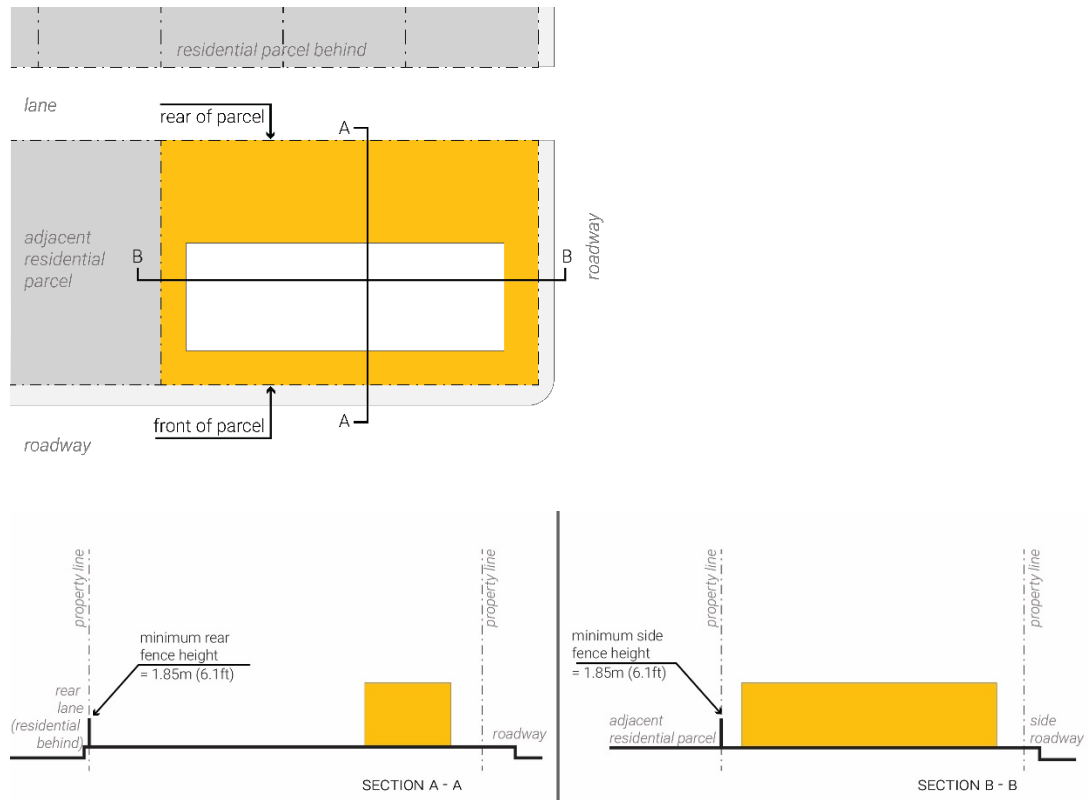 residential parcel behind
lane
rear of parcel
A
adjacent
residential
parcel
B
B
roadway
A
front of parcel
roadway
property line
property line
minimum rear
fence height
= 1.85m (6.1ft)
rear
lane
(residential
behind)
roadway
SECTION A - A
property line
property line
minimum side
fence height
= 1.85m (6.1ft)
adjacent
residential parcel
side
roadway
SECTION B - B